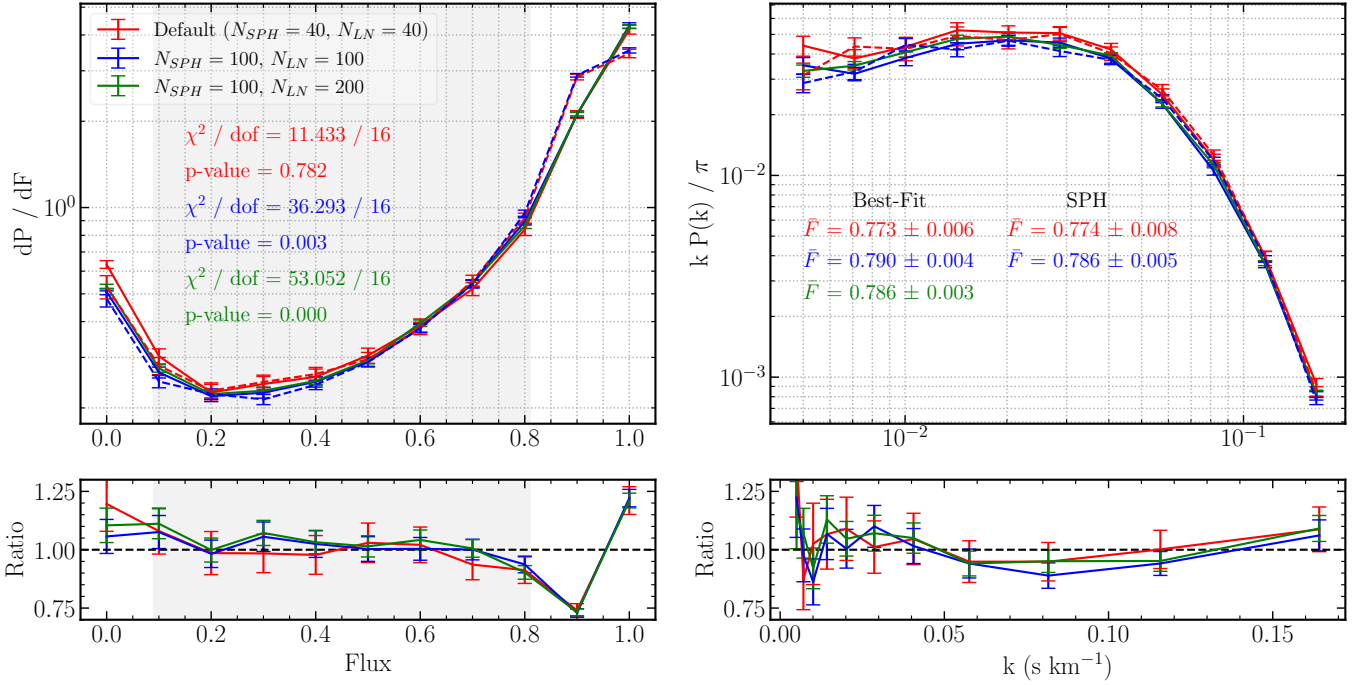 Default (N_SPH = 40, N_LN = 40)
N_SPH = 100, N_LN = 100
N_SPH = 100, N_LN = 200
χ² / dof = 11.433 / 16
p-value = 0.782
χ² / dof = 36.293 / 16
p-value = 0.003
χ² / dof = 53.052 / 16
p-value = 0.000
dP / dF
10⁰
0.0 0.2 0.4 0.6 0.8 1.0
k P(k) / π
10⁻²
10⁻³
Best-Fit SPH
F̄ = 0.773 ± 0.006 F̄ = 0.774 ± 0.008
F̄ = 0.790 ± 0.004 F̄ = 0.786 ± 0.005
F̄ = 0.786 ± 0.003
10⁻² 10⁻¹
Ratio
1.25
1.00
0.75
0.0 0.2 0.4 0.6 0.8 1.0
Flux
Ratio
1.25
1.00
0.75
0.00 0.05 0.10 0.15
k (s km⁻¹)